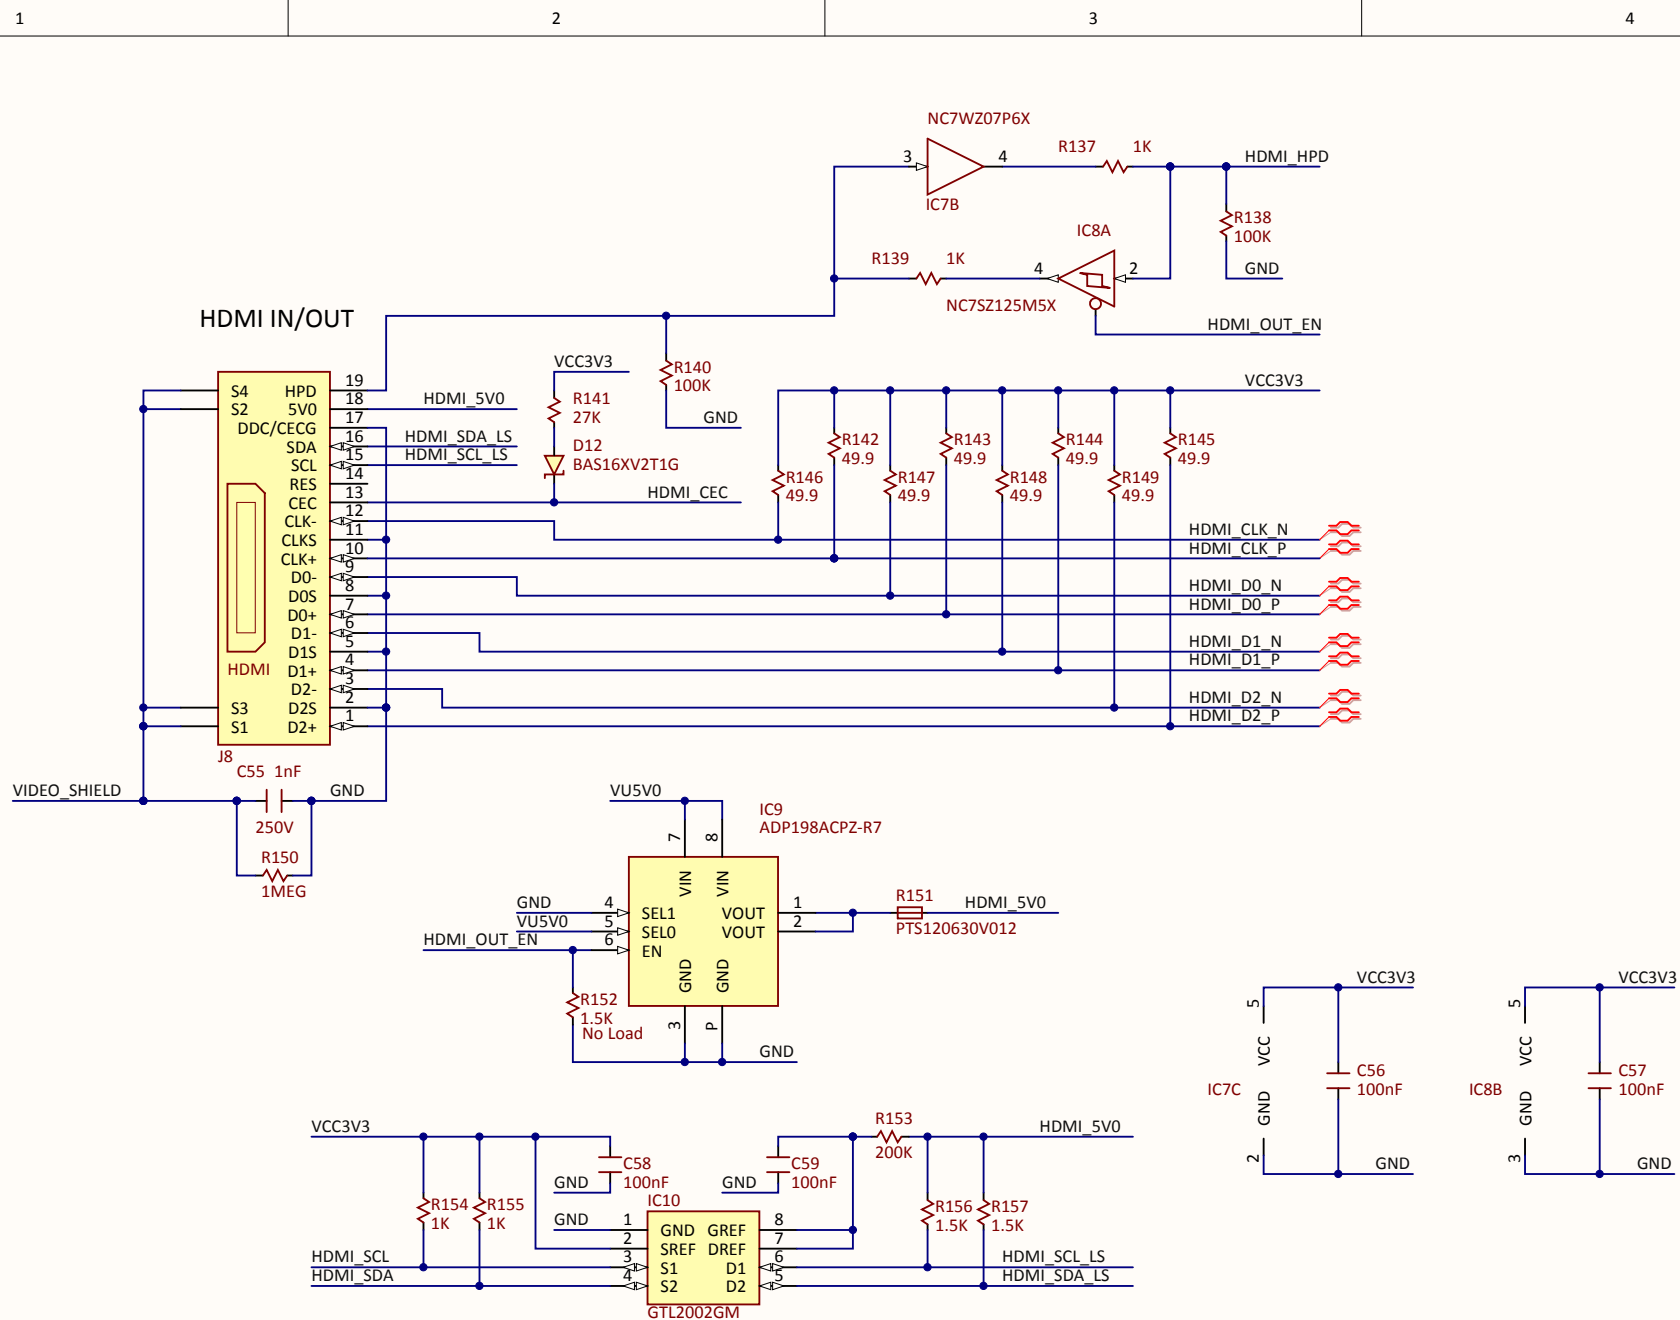 1 2 3 4
NC7WZ07P6X
3 4
IC7B
R137 1K
HDMI_HPD
R138
100K
GND
IC8A
R139 1K
4 2
NC7SZ125M5X
HDMI_OUT_EN
HDMI IN/OUT
S4 HPD 19
S2 5V0 18 HDMI_5V0
DDC/CECG 17
SDA 16 HDMI_SDA_LS
SCL 15 HDMI_SCL_LS
RES 14
CEC 13 HDMI_CEC
CLK- 12
CLKS 11
CLK+ 10
D0- 9
D0S 8
D0+ 7
D1- 6
D1S 5
HDMI D1+ 4
D2- 3
S3 D2S 2
S1 D2+ 1
J8
VCC3V3
R141
27K
D12
BAS16XV2T1G
R140
100K
GND
VCC3V3
R142
49.9
R143
49.9
R144
49.9
R145
49.9
R146
49.9
R147
49.9
R148
49.9
R149
49.9
HDMI_CLK_N
HDMI_CLK_P
HDMI_D0_N
HDMI_D0_P
HDMI_D1_N
HDMI_D1_P
HDMI_D2_N
HDMI_D2_P
C55 1nF
VIDEO_SHIELD
GND
250V
R150
1MEG
VU5V0
IC9
ADP198ACPZ-R7
7 8
VIN VIN
GND 4 SEL1
VU5V0 5 SEL0
HDMI_OUT_EN 6 EN
VOUT 1
VOUT 2
GND GND
3 P
R151
PTS120630V012
HDMI_5V0
R152
1.5K
No Load
GND
VCC3V3
5
VCC
IC7C
GND
2
C56
100nF
GND
VCC3V3
5
VCC
IC8B
GND
3
C57
100nF
GND
VCC3V3
R154
1K
R155
1K
C58
100nF
GND
C59
100nF
GND
R153
200K
HDMI_5V0
R156
1.5K
R157
1.5K
IC10
GND 1 GND GREF 8
2 SREF DREF 7
HDMI_SCL 3 S1 D1 6 HDMI_SCL_LS
HDMI_SDA 4 S2 D2 5 HDMI_SDA_LS
GTL2002GM